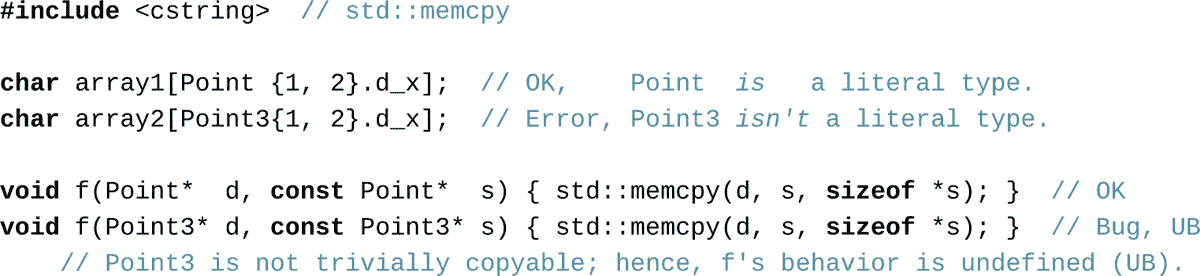 #include <cstring>  // std::memcpy

char array1[Point {1, 2}.d_x];  // OK,    Point  is   a literal type.
char array2[Point3{1, 2}.d_x];  // Error, Point3 isn't a literal type.

void f(Point*  d, const Point*  s) { std::memcpy(d, s, sizeof *s); }  // OK
void f(Point3* d, const Point3* s) { std::memcpy(d, s, sizeof *s); }  // Bug, UB
    // Point3 is not trivially copyable; hence, f's behavior is undefined (UB).